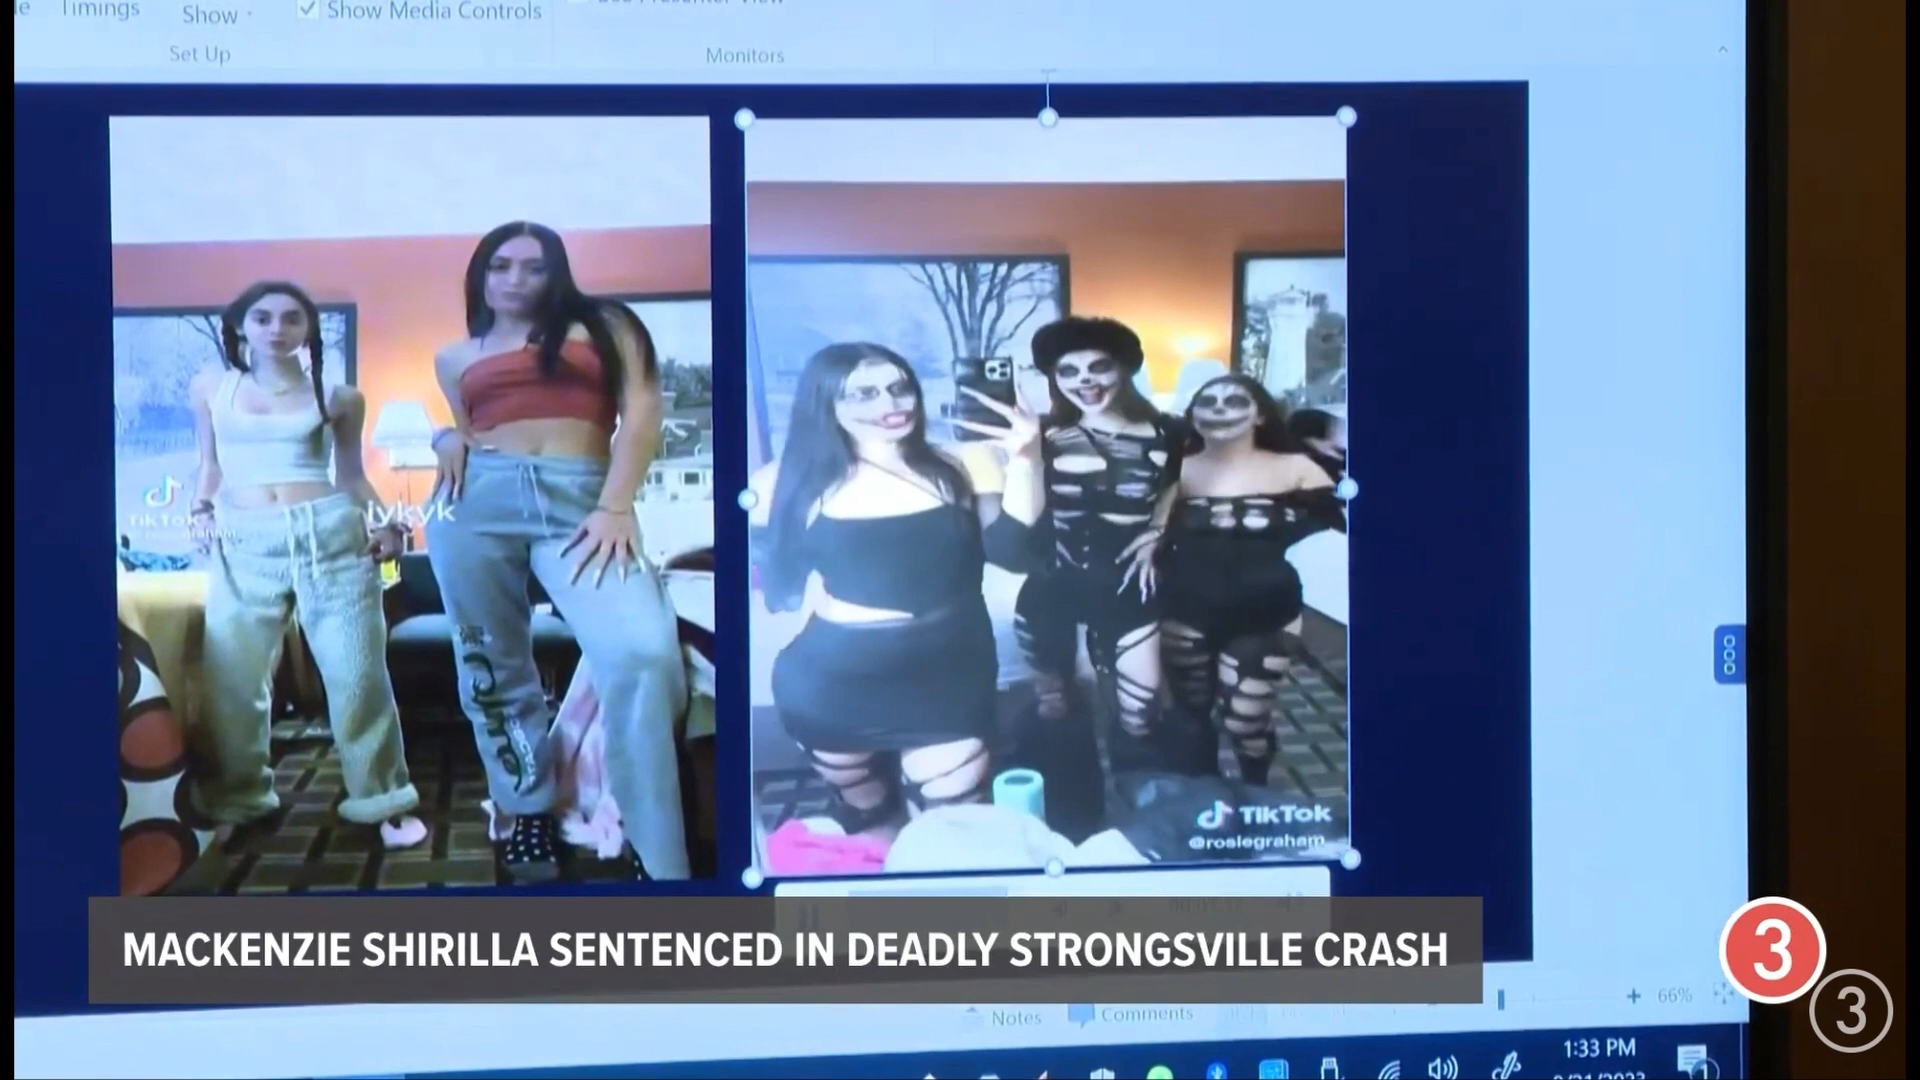 Timings
Show
Show Media Controls
Set Up
Monitors
TikTok
iykyk
TikTok
@rosiegraham
MACKENZIE SHIRILLA SENTENCED IN DEADLY STRONGSVILLE CRASH
3
3
Notes
Comments
66%
1:33 PM